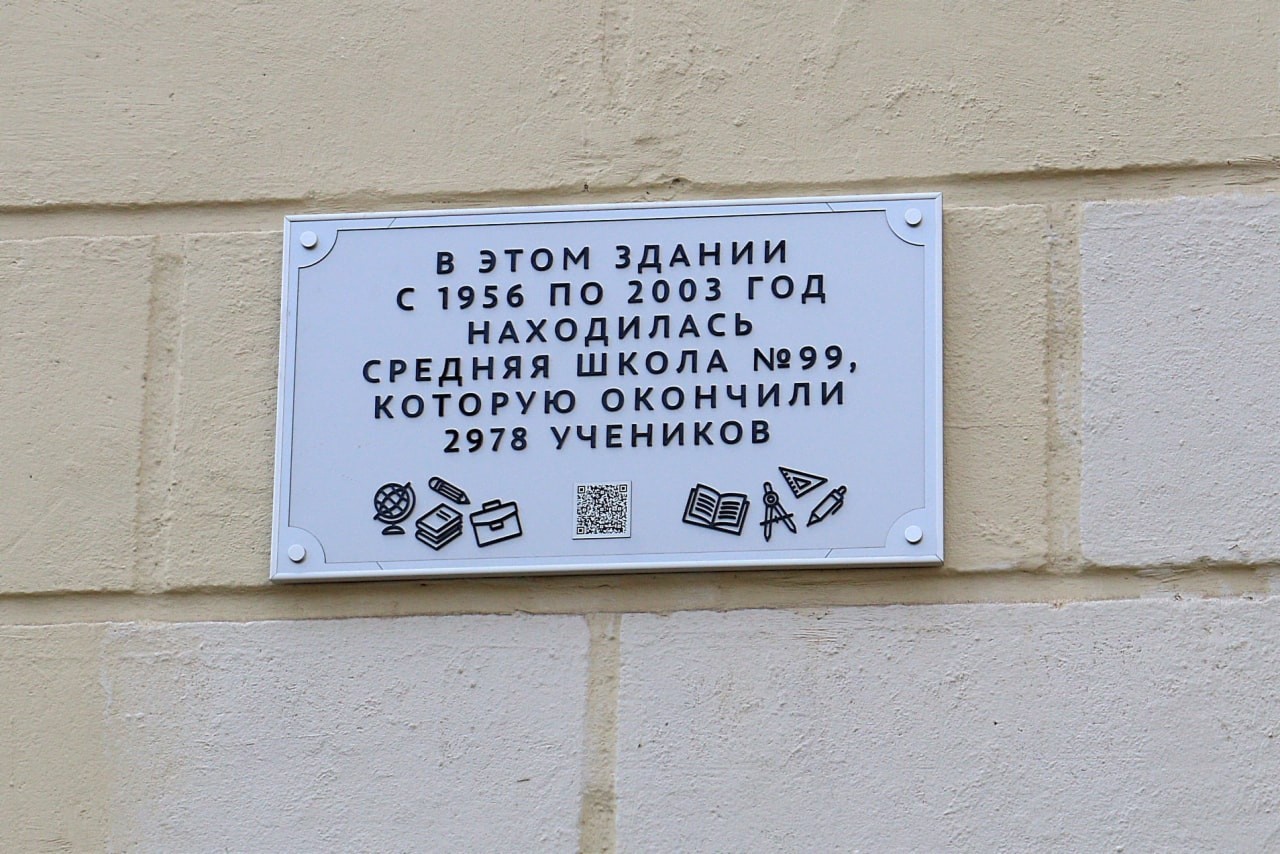 В ЭТОМ ЗДАНИИ
С 1956 ПО 2003 ГОД
НАХОДИЛАСЬ
СРЕДНЯЯ ШКОЛА №99,
КОТОРУЮ ОКОНЧИЛИ
2978 УЧЕНИКОВ